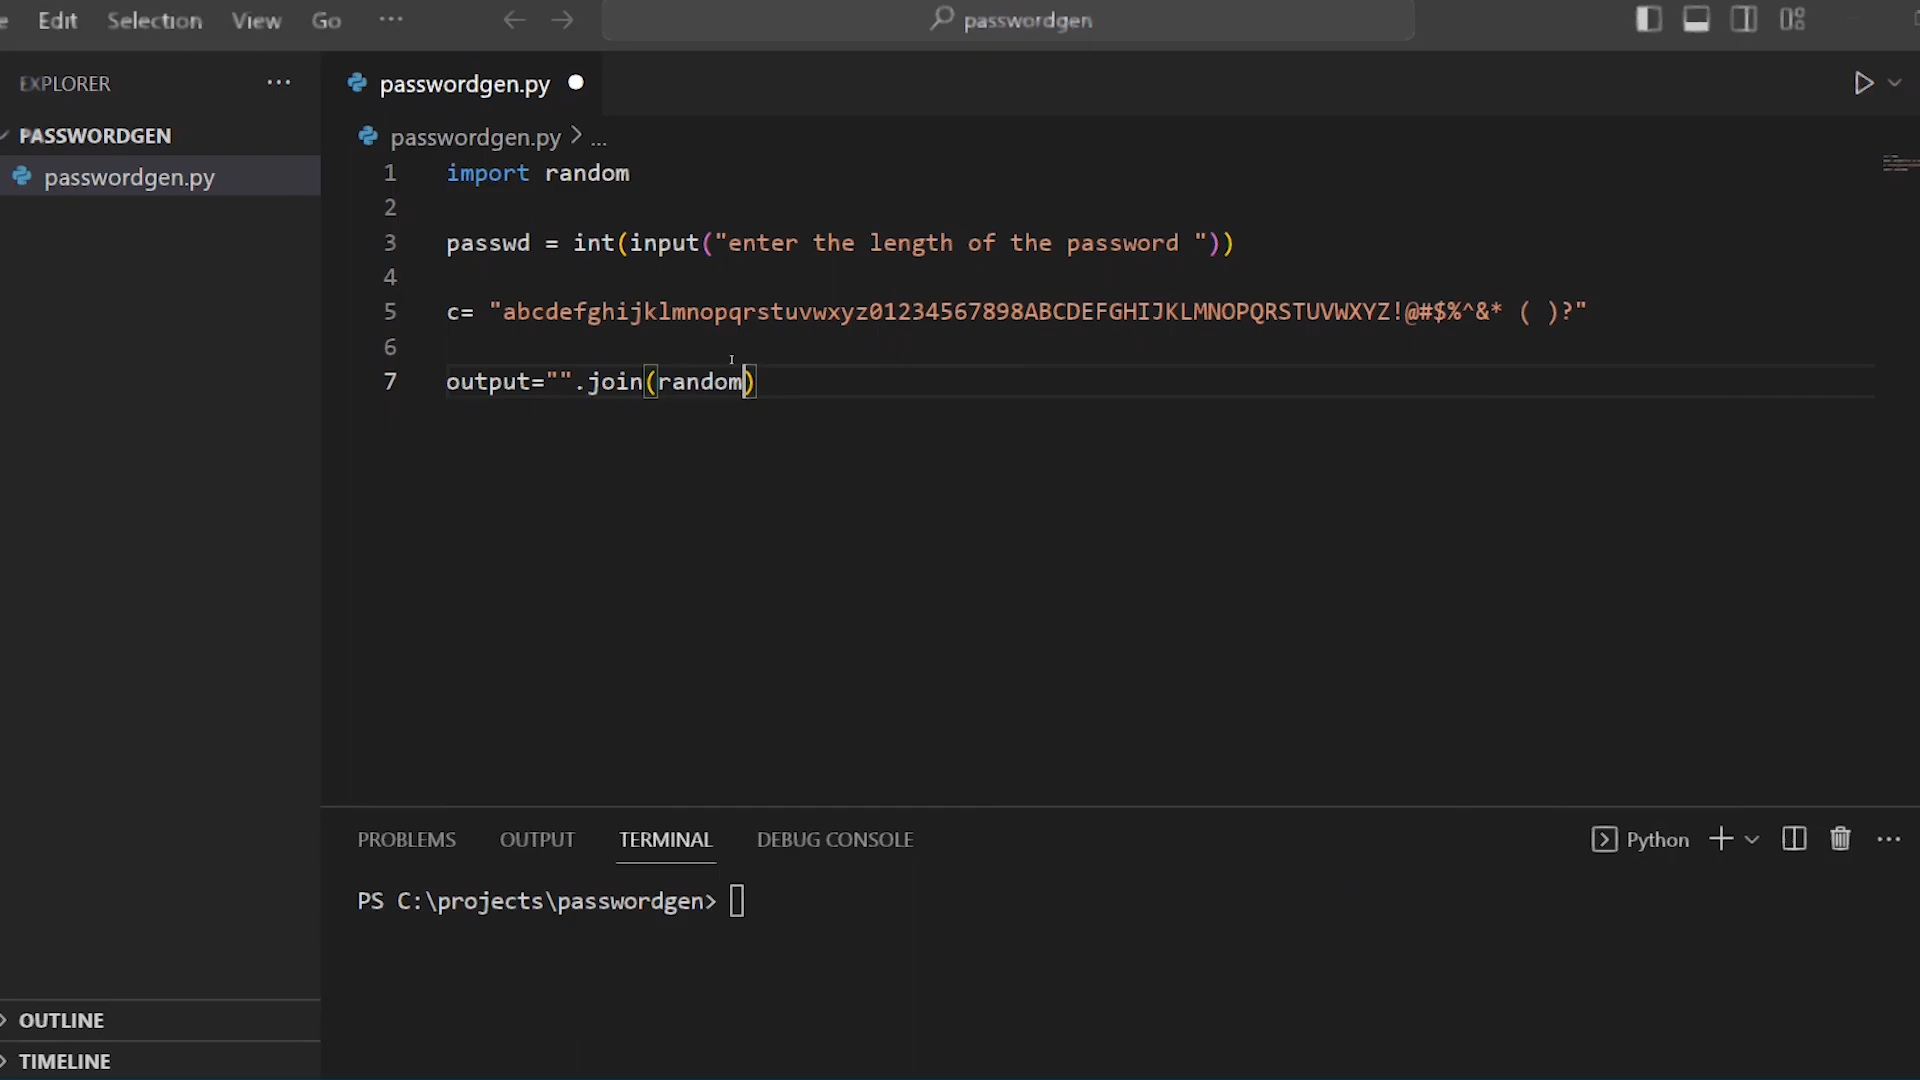 e Edit Selection View Go ... passwordgen
EXPLORER ...
PASSWORDGEN
passwordgen.py
passwordgen.py
passwordgen.py > ...
1 import random
2
3 passwd = int(input("enter the length of the password "))
4
5 c= "abcdefghijklmnopqrstuvwxyz01234567898ABCDEFGHIJKLMNOPQRSTUVWXYZ!@#$%^&* ( )?"
6
7 output="".join(random)
PROBLEMS OUTPUT TERMINAL DEBUG CONSOLE Python ...
PS C:\projects\passwordgen>
OUTLINE
TIMELINE